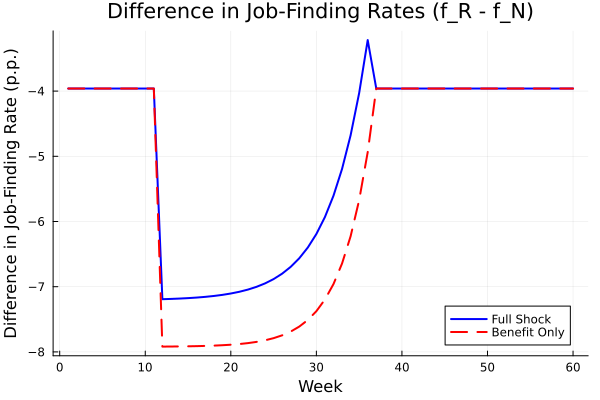 Difference in Job-Finding Rates (f_R - f_N)
Difference in Job-Finding Rate (p.p.)
−4
−5
−6
−7
−8
Full Shock
Benefit Only
0
10
20
30
40
50
60
Week